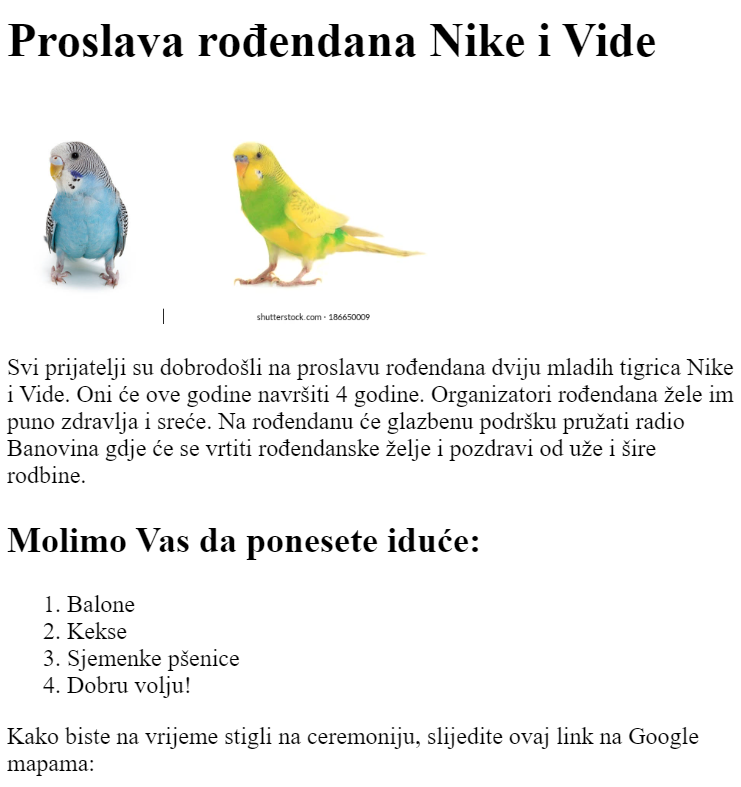 Proslava rođendana Nike i Vide
shutterstock.com · 186650009
Svi prijatelji su dobrodošli na proslavu rođendana dviju mladih tigrica Nike
i Vide. Oni će ove godine navršiti 4 godine. Organizatori rođendana žele im
puno zdravlja i sreće. Na rođendanu će glazbenu podršku pružati radio
Banovina gdje će se vrtiti rođendanske želje i pozdravi od uže i šire
rodbine.
Molimo Vas da ponesete iduće:
1. Balone
2. Kekse
3. Sjemenke pšenice
4. Dobru volju!
Kako biste na vrijeme stigli na ceremoniju, slijedite ovaj link na Google
mapama: